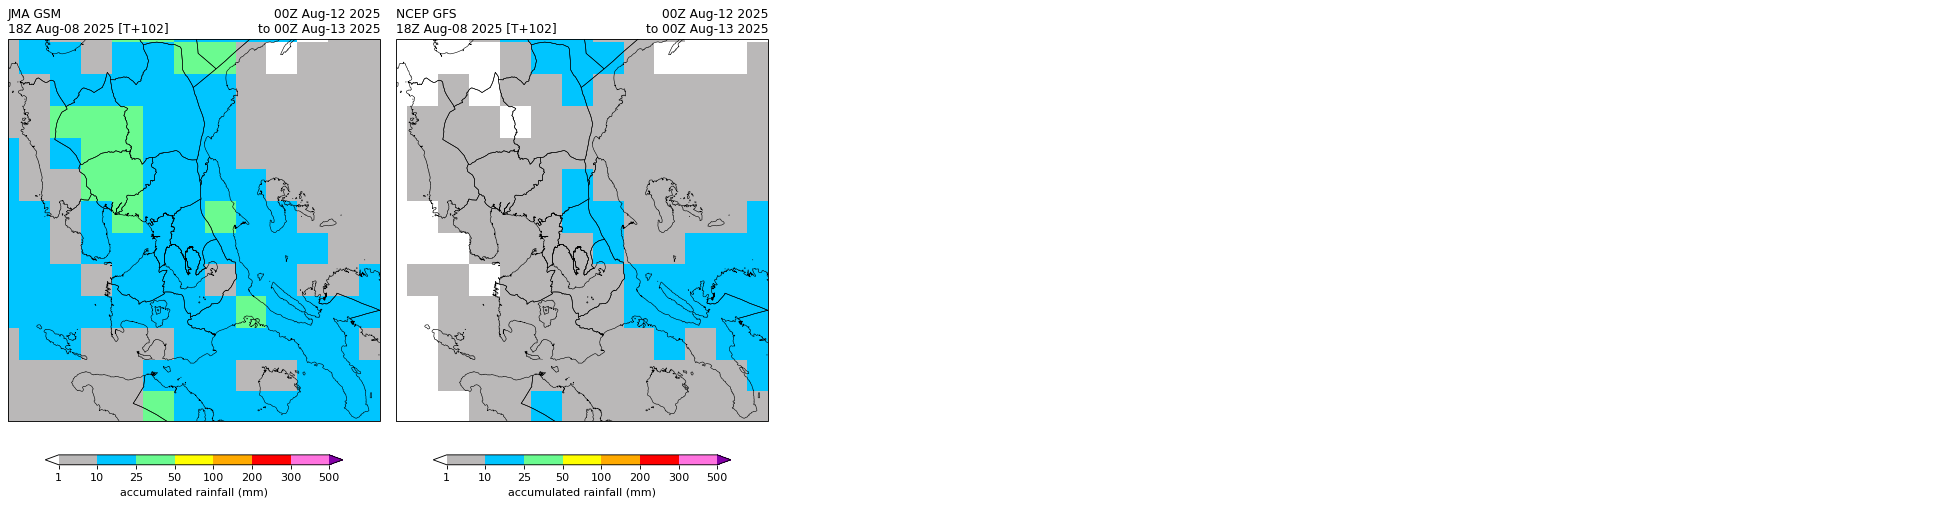 JMA GSM
00Z Aug-12 2025
18Z Aug-08 2025 [T+102]
to 00Z Aug-13 2025
NCEP GFS
00Z Aug-12 2025
18Z Aug-08 2025 [T+102]
to 00Z Aug-13 2025
1 10 25 50 100 200 300 500
accumulated rainfall (mm)
1 10 25 50 100 200 300 500
accumulated rainfall (mm)